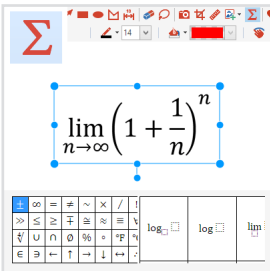 Σ
14
Σ
lim n→∞ (1 + 1/n)^n
± ∞ = ≠ ~ × / !
≫ ≤ ≥ ∓ ≅ ≈ ≡
∜ ∪ ∩ ∅ % ° °F
∈ ∋ ← ↑ → ↓ ↔
log□ □ log □ lim □